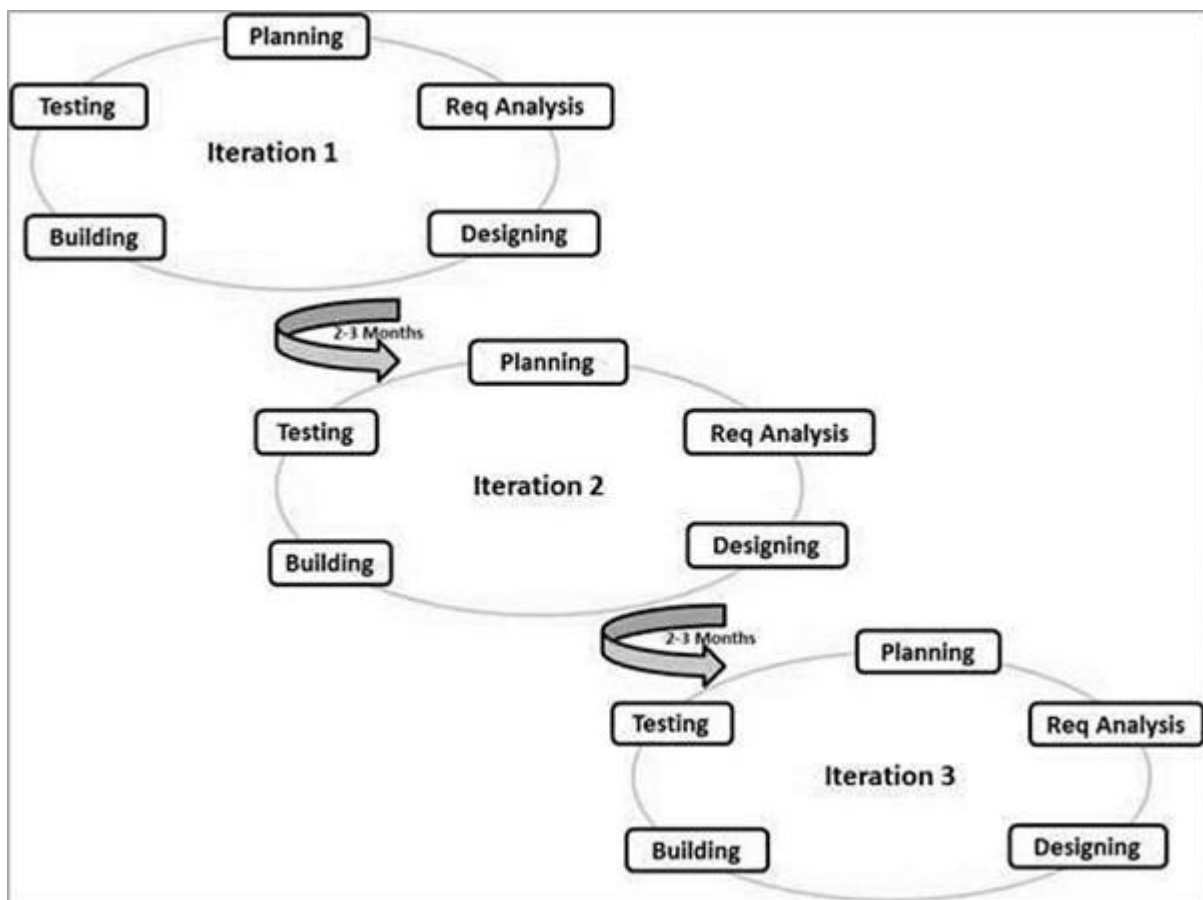 Planning
Testing
Req Analysis
Iteration 1
Building
Designing
2-3 Months
Planning
Testing
Req Analysis
Iteration 2
Building
Designing
2-3 Months
Planning
Testing
Req Analysis
Iteration 3
Building
Designing